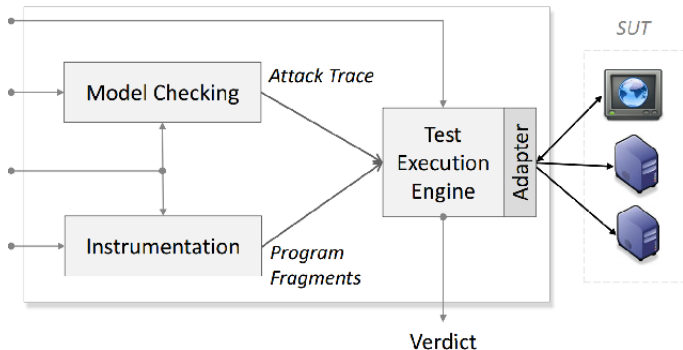 SUT
Attack Trace
Model Checking
Test
Execution
Engine
Adapter
Instrumentation
Program
Fragments
Verdict